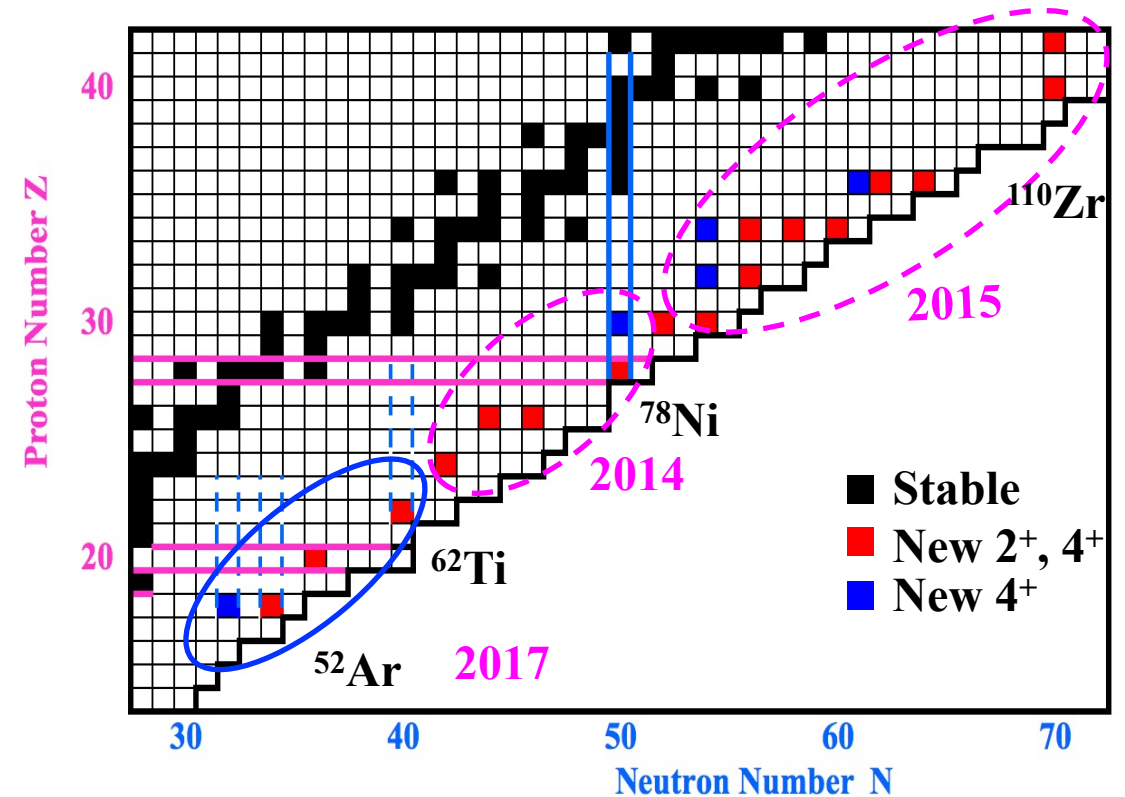 40
30
20
Proton Number Z
¹¹⁰Zr
2015
⁷⁸Ni
2014
Stable
New 2⁺, 4⁺
New 4⁺
⁶²Ti
2017
⁵²Ar
30 40 50 60 70
Neutron Number N